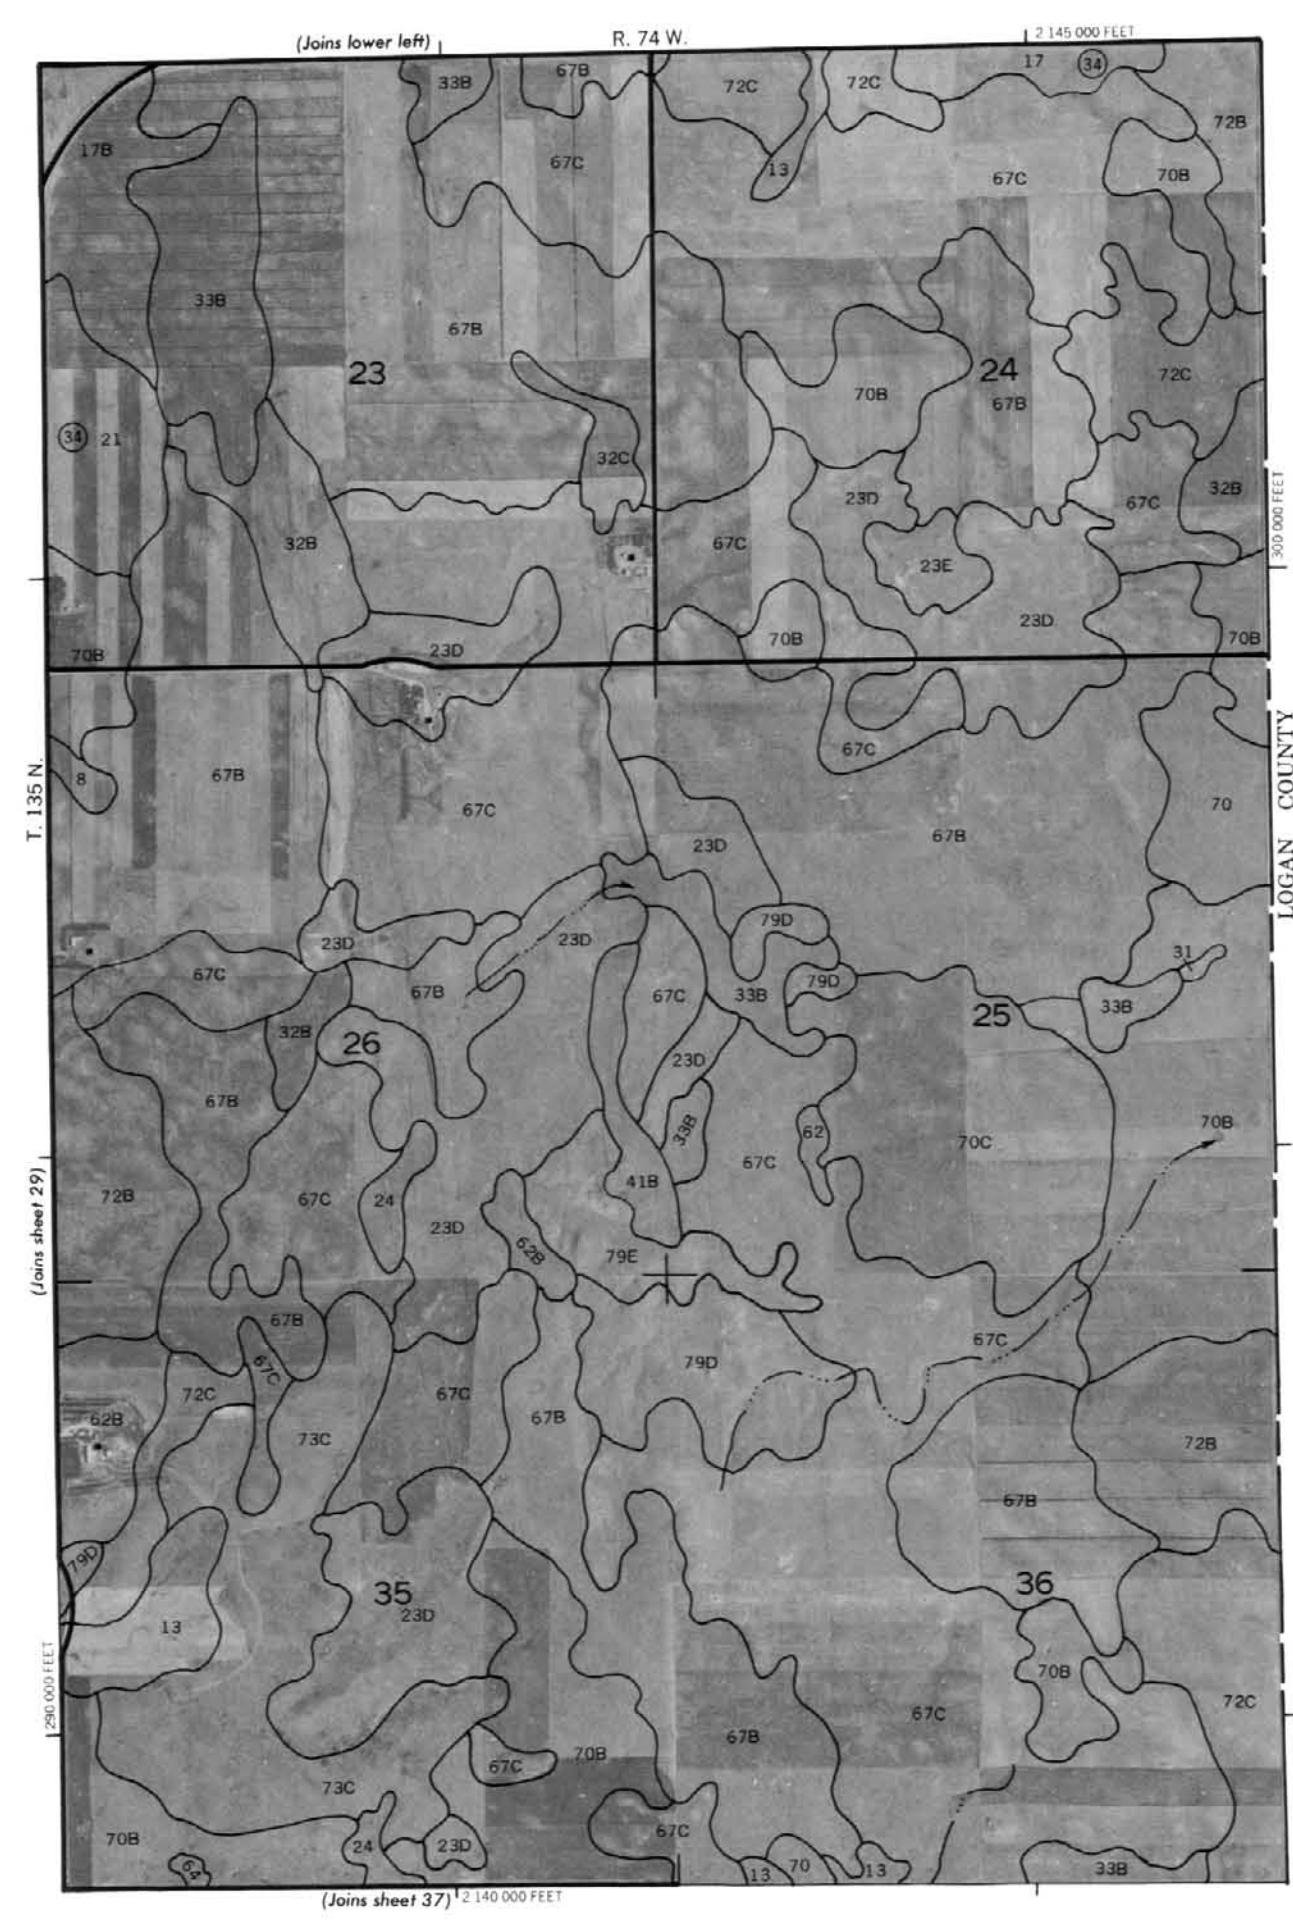 (Joins lower left)
R. 74 W.
2 145 000 FEET
33B
67B
72C
72C
17
34
17B
67C
13
67C
72B
70B
33B
67B
23
70B
24
67B
72C
34
21
32C
23D
67C
32B
32B
67C
23E
300 000 FEET
70B
23D
70B
23D
70B
67C
LOGAN COUNTY
T. 135 N.
8
67B
67C
67B
70
23D
23D
23D
79D
67C
67B
67C
33B
79D
31
33B
25
32B
26
23D
67B
33B
62
70C
70B
67C
(Joins sheet 29)
72B
67C
24
23D
41B
62B
79E
67B
67C
67C
79D
72C
67C
62B
73C
67B
72B
67B
79D
35
23D
36
13
290 000 FEET
70B
67B
67C
72C
67C
70B
73C
70B
64
24
23D
67C
13
70
13
33B
(Joins sheet 37)
2 140 000 FEET